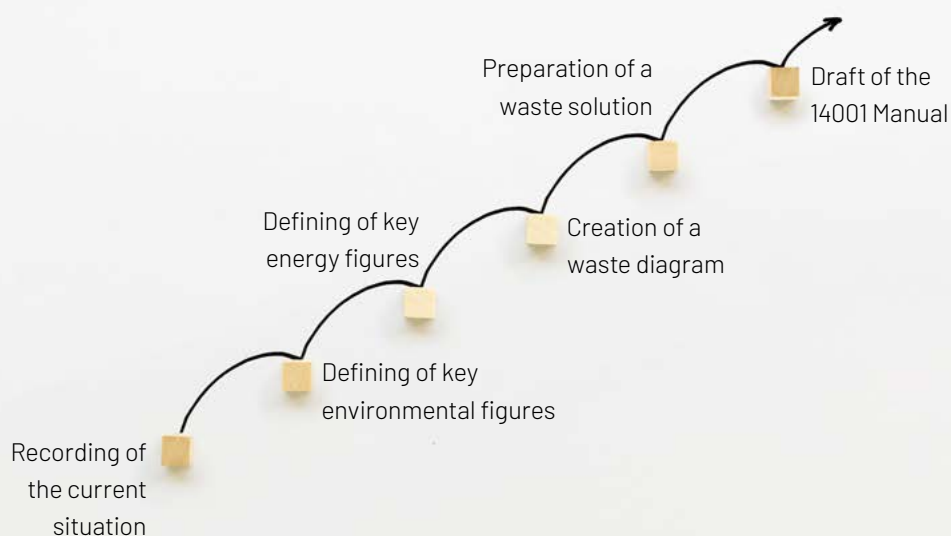 Preparation of a
waste solution
Draft of the
14001 Manual
Defining of key
energy figures
Creation of a
waste diagram
Defining of key
environmental figures
Recording of
the current
situation